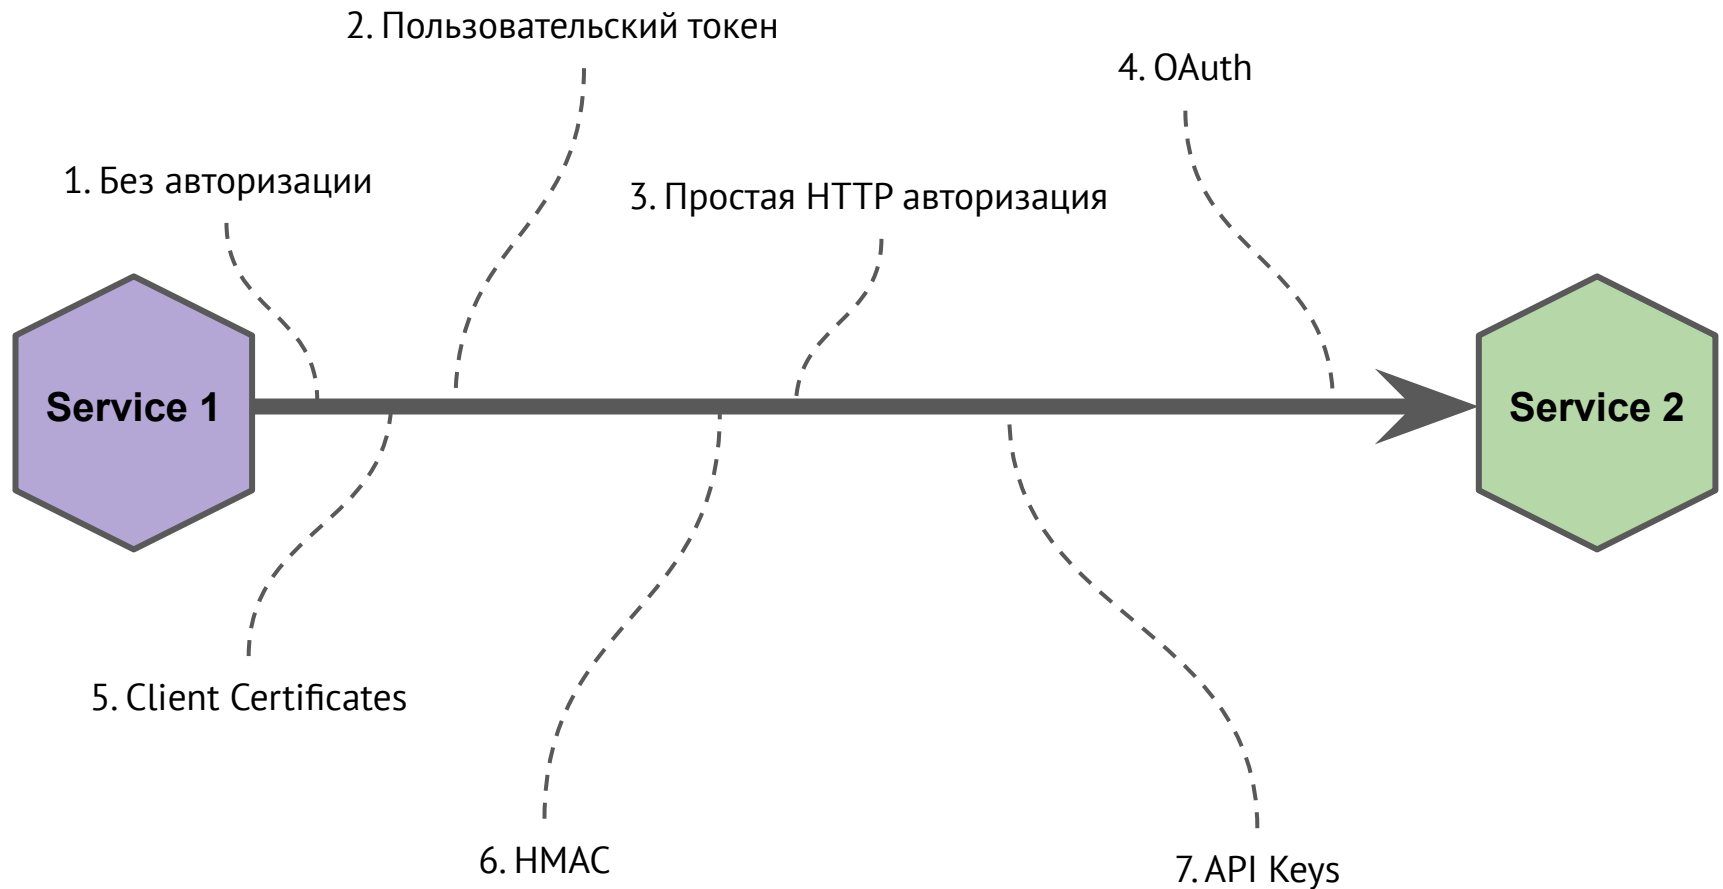 2. Пользовательский токен
4. OAuth
1. Без авторизации
3. Простая HTTP авторизация
Service 1
Service 2
5. Client Certificates
6. HMAC
7. API Keys